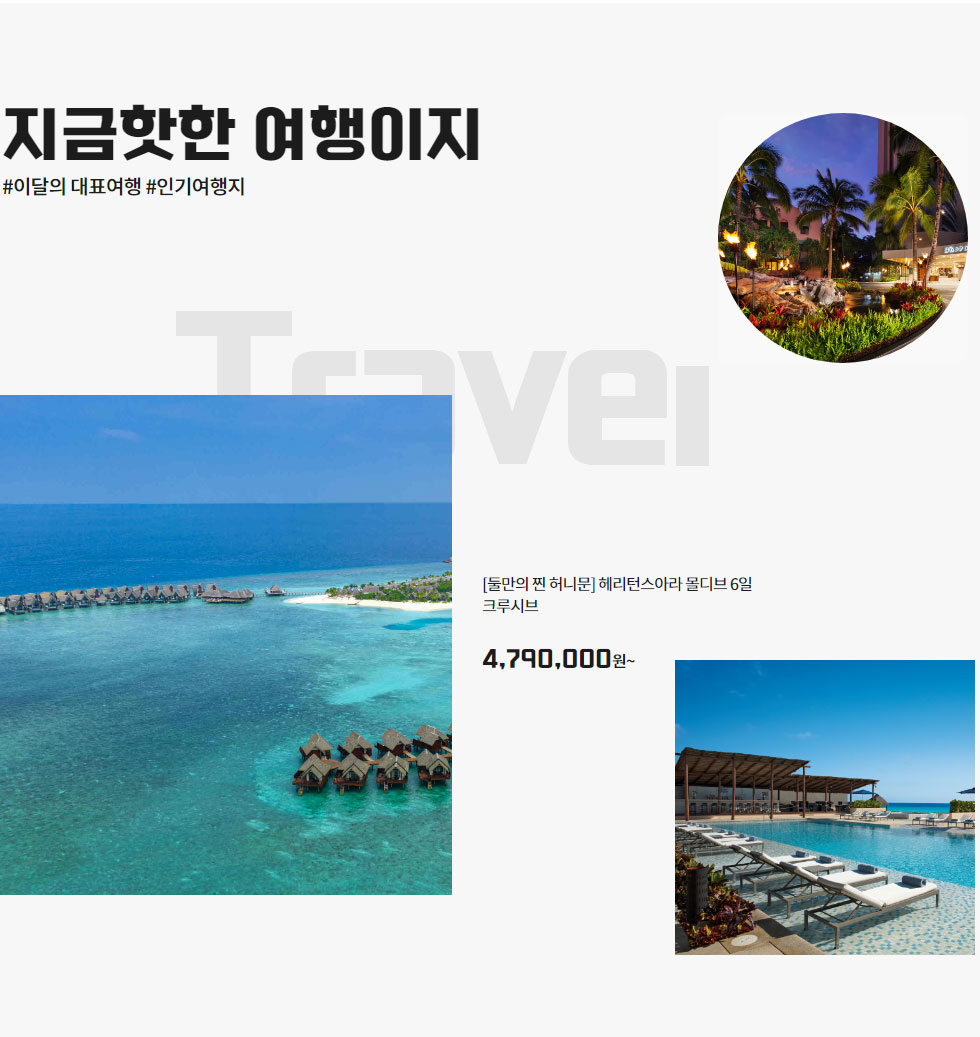 지금핫한 여행이지
#이달의 대표여행 #인기여행지
Travel
[둘만의 찐 허니문] 헤리턴스아라 몰디브 6일
크루시브
4,790,000원~